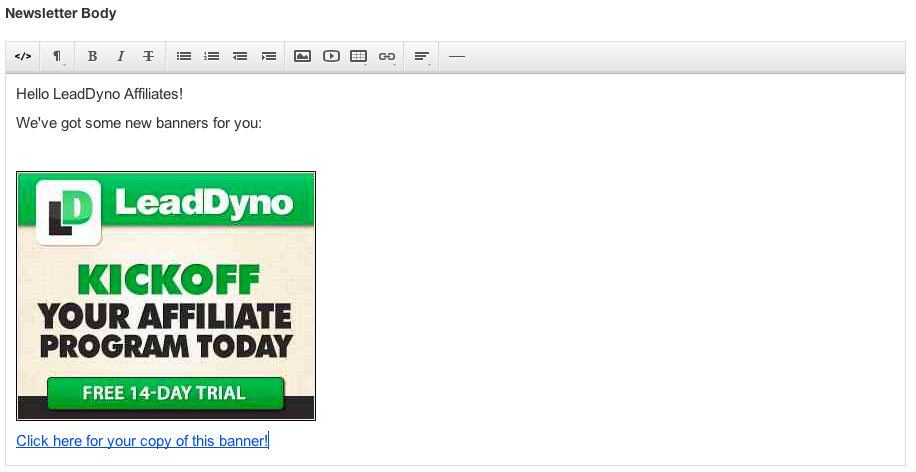 Newsletter Body
</> ¶ B I T
Hello LeadDyno Affiliates!
We've got some new banners for you:
LD LeadDyno
KICKOFF
YOUR AFFILIATE
PROGRAM TODAY
FREE 14-DAY TRIAL
Click here for your copy of this banner!